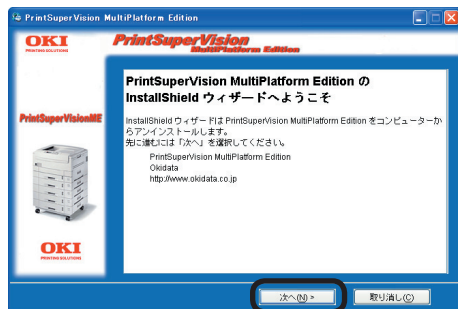 PrintSuperVision MultiPlatform Edition
OKI
PRINTING SOLUTIONS
PrintSuperVision
MultiPlatform Edition
PrintSuperVision MultiPlatform Edition の
InstallShield ウィザードへようこそ
PrintSuperVisionME
InstallShield ウィザードは PrintSuperVision MultiPlatform Edition をコンピューターか
らアンインストールします。
先に進むには「次へ」を選択してください。
PrintSuperVision MultiPlatform Edition
Okidata
http://www.okidata.co.jp
OKI
PRINTING SOLUTIONS
次へ(N) >
取り消し(C)